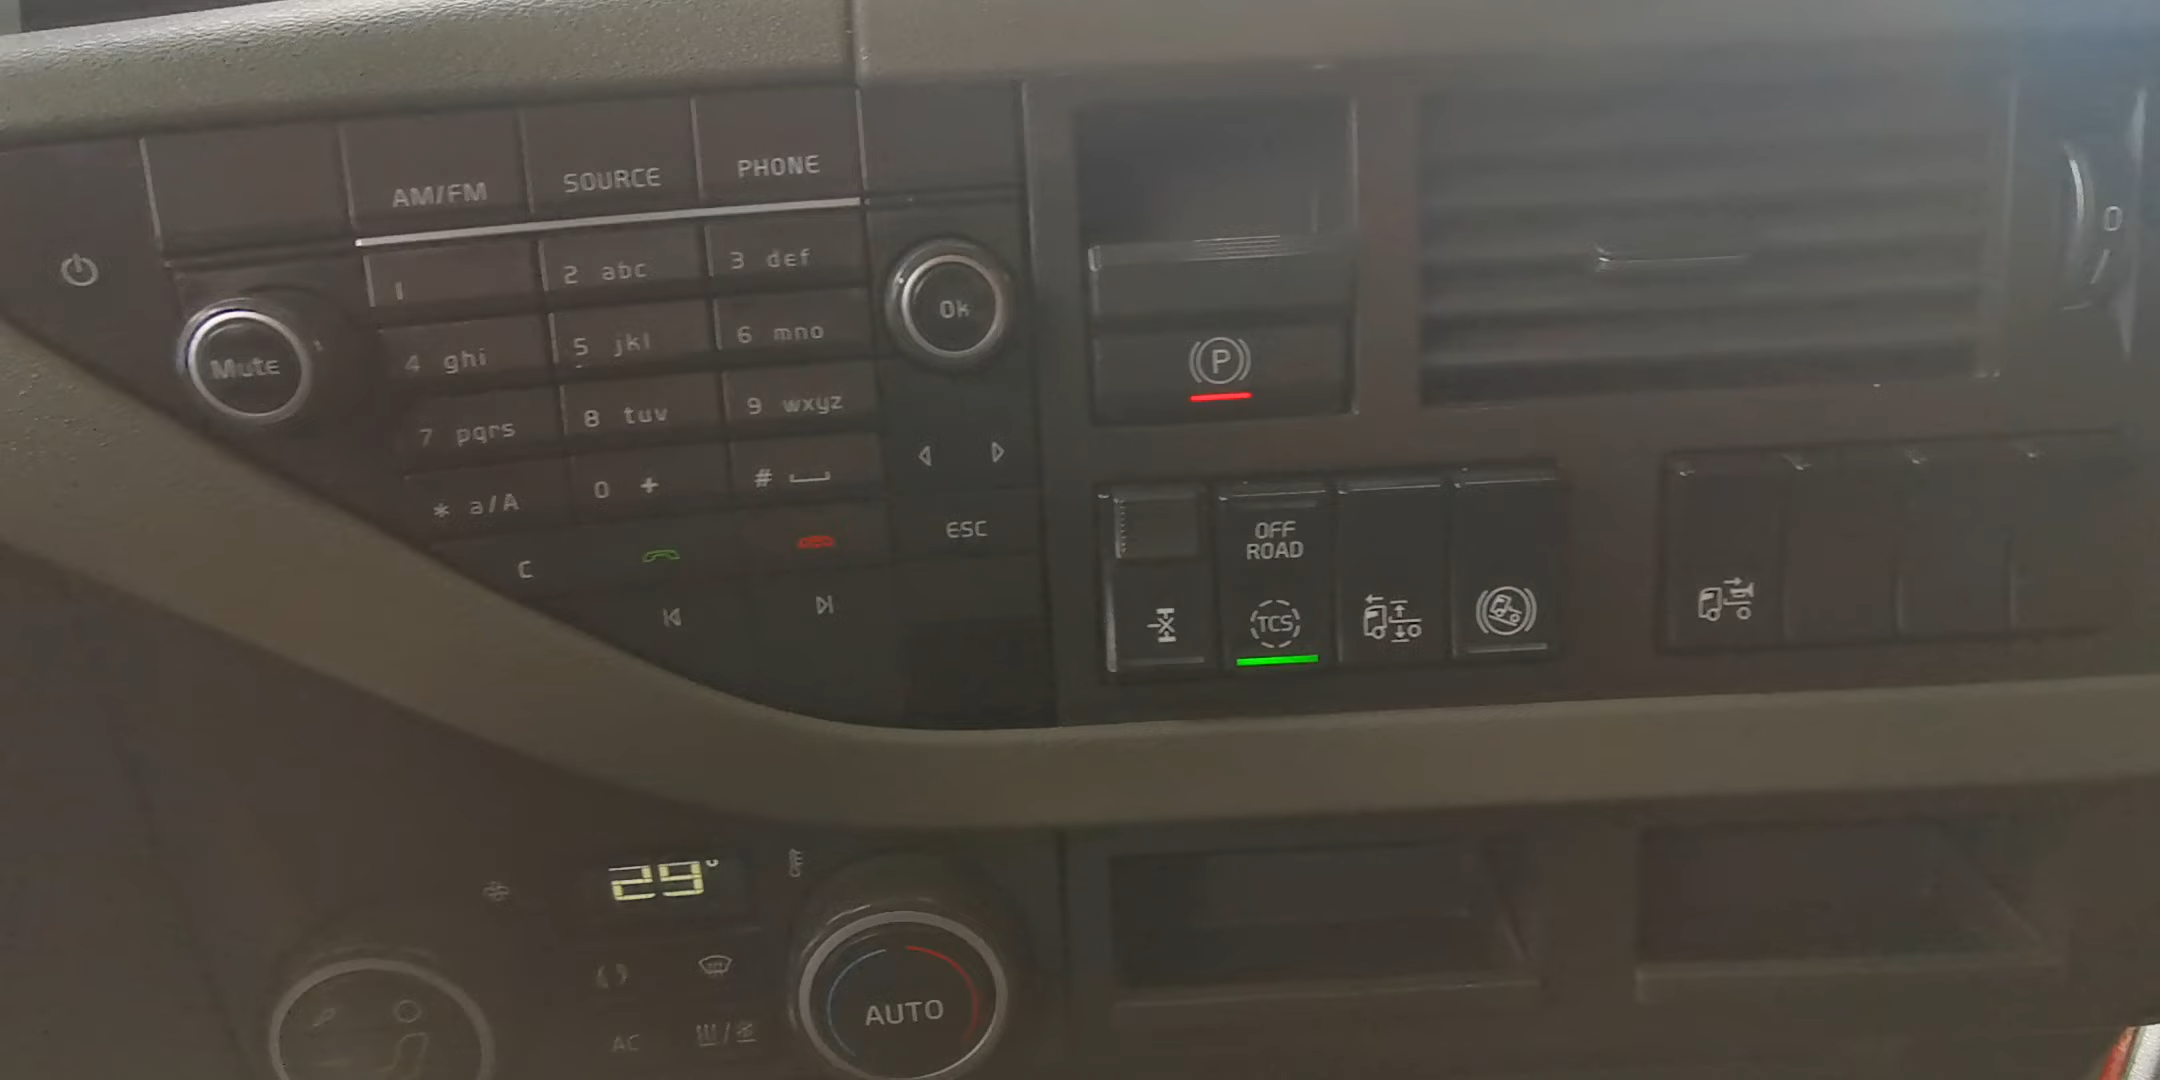 AM/FM
SOURCE
PHONE
Mute
1
2 abc
3 def
Ok
4 ghi
5 jkl
6 mno
7 pqrs
8 tuv
9 wxyz
* a/A
0 +
#
C
ESC
P
OFF
ROAD
TCS
0
29°
AC
AUTO